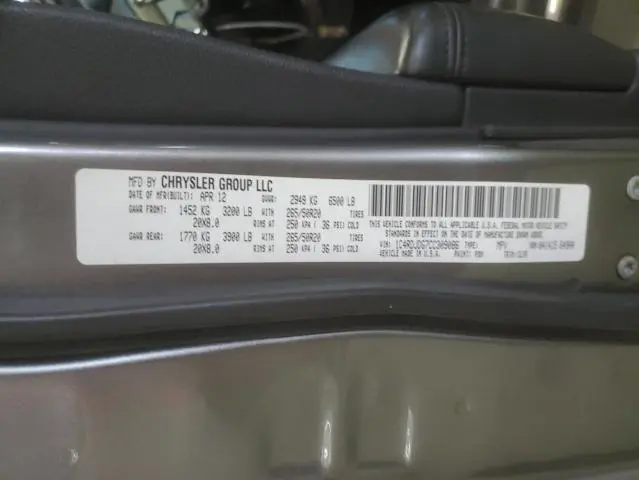 MFD BY CHRYSLER GROUP LLC
DATE OF MFR(BUILT): APR 12 GVWR: 2948 KG 6500 LB
GAWR FRONT: 1452 KG 3200 LB WITH 265/50R20 TIRES
20X8.0 RIMS AT 250 KPA ( 36 PSI) COLD
GAWR REAR: 1770 KG 3900 LB WITH 265/50R20 TIRES
20X8.0 RIMS AT 250 KPA ( 36 PSI) COLD
THIS VEHICLE CONFORMS TO ALL APPLICABLE U.S.A. FEDERAL MOTOR VEHICLE SAFETY
STANDARDS IN EFFECT ON THE DATE OF MANUFACTURE SHOWN ABOVE.
VIN: TYPE: MPV
VEHICLE MADE IN U.S.A. PAINT: TRIM: